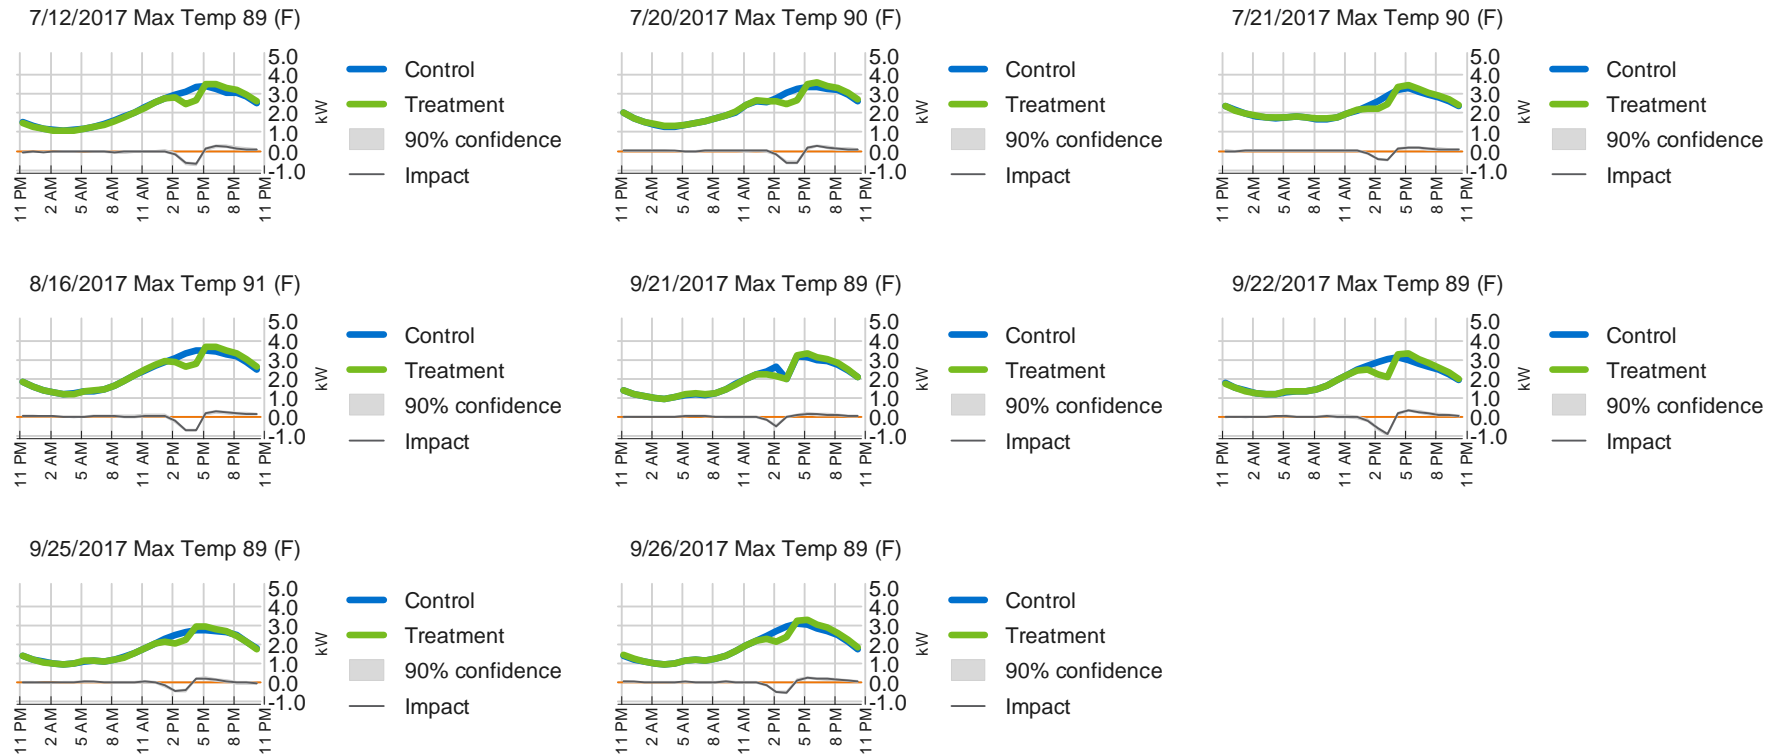 7/12/2017 Max Temp 89 (F)
5.0
4.0
3.0
2.0
1.0
0.0
-1.0
kW
11 PM
2 AM
5 AM
8 AM
11 AM
2 PM
5 PM
8 PM
11 PM
Control
Treatment
90% confidence
Impact
7/20/2017 Max Temp 90 (F)
5.0
4.0
3.0
2.0
1.0
0.0
-1.0
kW
11 PM
2 AM
5 AM
8 AM
11 AM
2 PM
5 PM
8 PM
11 PM
Control
Treatment
90% confidence
Impact
7/21/2017 Max Temp 90 (F)
5.0
4.0
3.0
2.0
1.0
0.0
-1.0
kW
11 PM
2 AM
5 AM
8 AM
11 AM
2 PM
5 PM
8 PM
11 PM
Control
Treatment
90% confidence
Impact
8/16/2017 Max Temp 91 (F)
5.0
4.0
3.0
2.0
1.0
0.0
-1.0
kW
11 PM
2 AM
5 AM
8 AM
11 AM
2 PM
5 PM
8 PM
11 PM
Control
Treatment
90% confidence
Impact
9/21/2017 Max Temp 89 (F)
5.0
4.0
3.0
2.0
1.0
0.0
-1.0
kW
11 PM
2 AM
5 AM
8 AM
11 AM
2 PM
5 PM
8 PM
11 PM
Control
Treatment
90% confidence
Impact
9/22/2017 Max Temp 89 (F)
5.0
4.0
3.0
2.0
1.0
0.0
-1.0
kW
11 PM
2 AM
5 AM
8 AM
11 AM
2 PM
5 PM
8 PM
11 PM
Control
Treatment
90% confidence
Impact
9/25/2017 Max Temp 89 (F)
5.0
4.0
3.0
2.0
1.0
0.0
-1.0
kW
11 PM
2 AM
5 AM
8 AM
11 AM
2 PM
5 PM
8 PM
11 PM
Control
Treatment
90% confidence
Impact
9/26/2017 Max Temp 89 (F)
5.0
4.0
3.0
2.0
1.0
0.0
-1.0
kW
11 PM
2 AM
5 AM
8 AM
11 AM
2 PM
5 PM
8 PM
11 PM
Control
Treatment
90% confidence
Impact